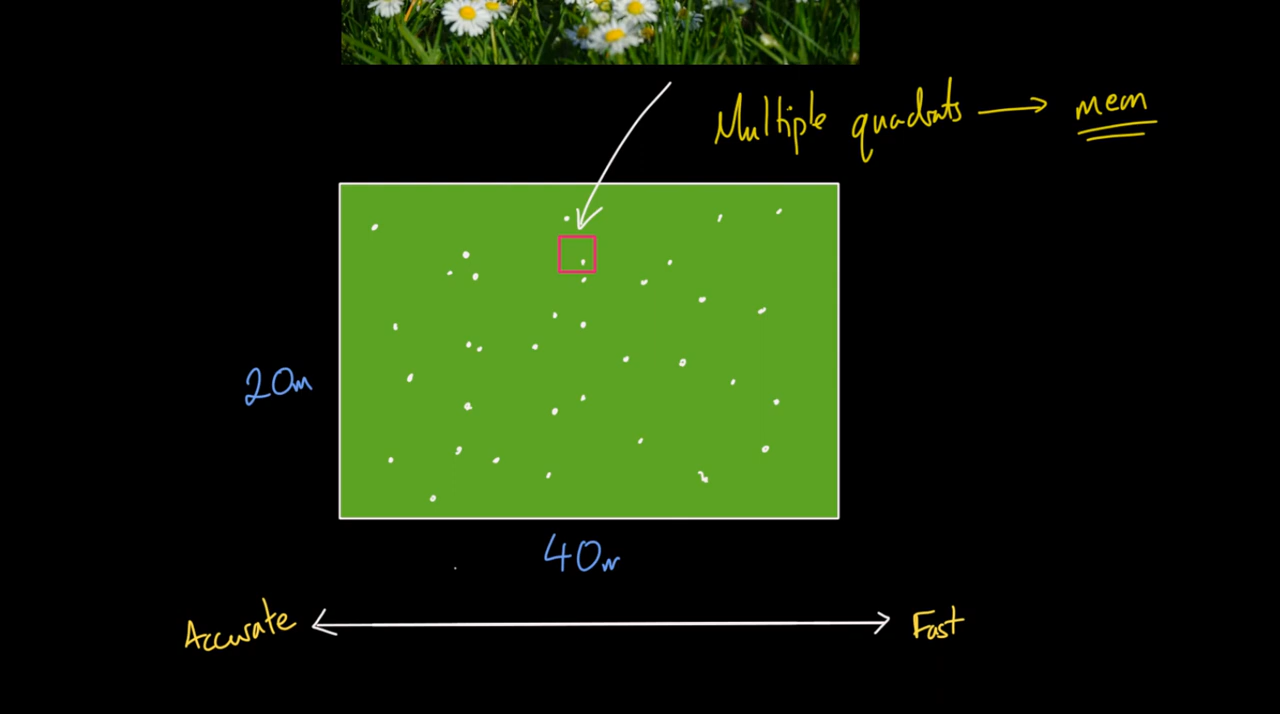 Multiple quadrats → mean
20m
40m
Accurate
Fast